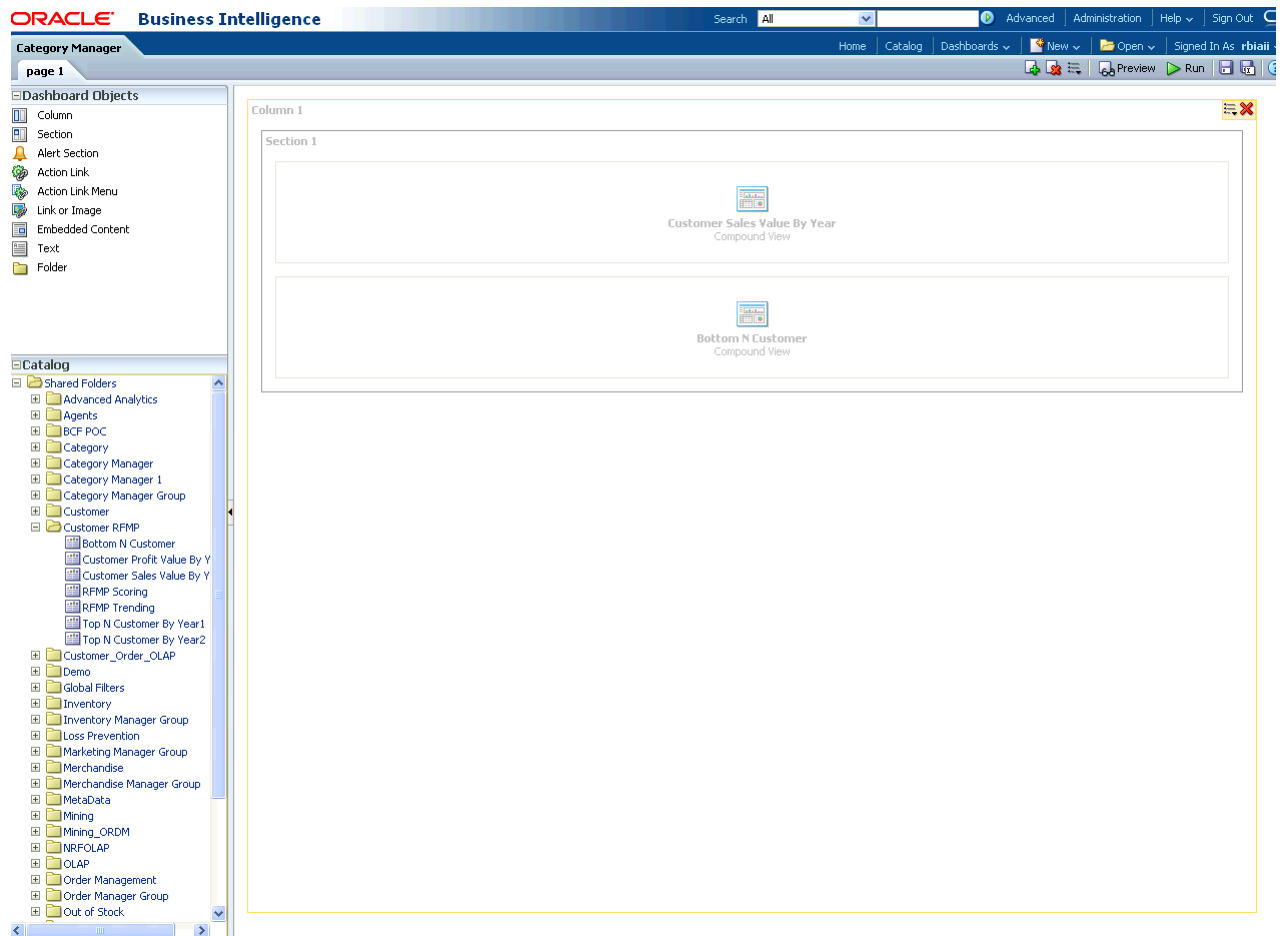 ORACLE Business Intelligence
Search All Advanced Administration Help Sign Out
Category Manager
Home Catalog Dashboards New Open Signed In As rbiaii
page 1
Preview Run
Dashboard Objects
Column
Section
Alert Section
Action Link
Action Link Menu
Link or Image
Embedded Content
Text
Folder
Catalog
Shared Folders
Advanced Analytics
Agents
BCF POC
Category
Category Manager
Category Manager 1
Category Manager Group
Customer
Customer RFMP
Bottom N Customer
Customer Profit Value By Y
Customer Sales Value By Y
RFMP Scoring
RFMP Trending
Top N Customer By Year1
Top N Customer By Year2
Customer_Order_OLAP
Demo
Global Filters
Inventory
Inventory Manager Group
Loss Prevention
Marketing Manager Group
Merchandise
Merchandise Manager Group
MetaData
Mining
Mining_ORDM
NRFOLAP
OLAP
Order Management
Order Manager Group
Out of Stock
Column 1
Section 1
Customer Sales Value By Year
Compound View
Bottom N Customer
Compound View